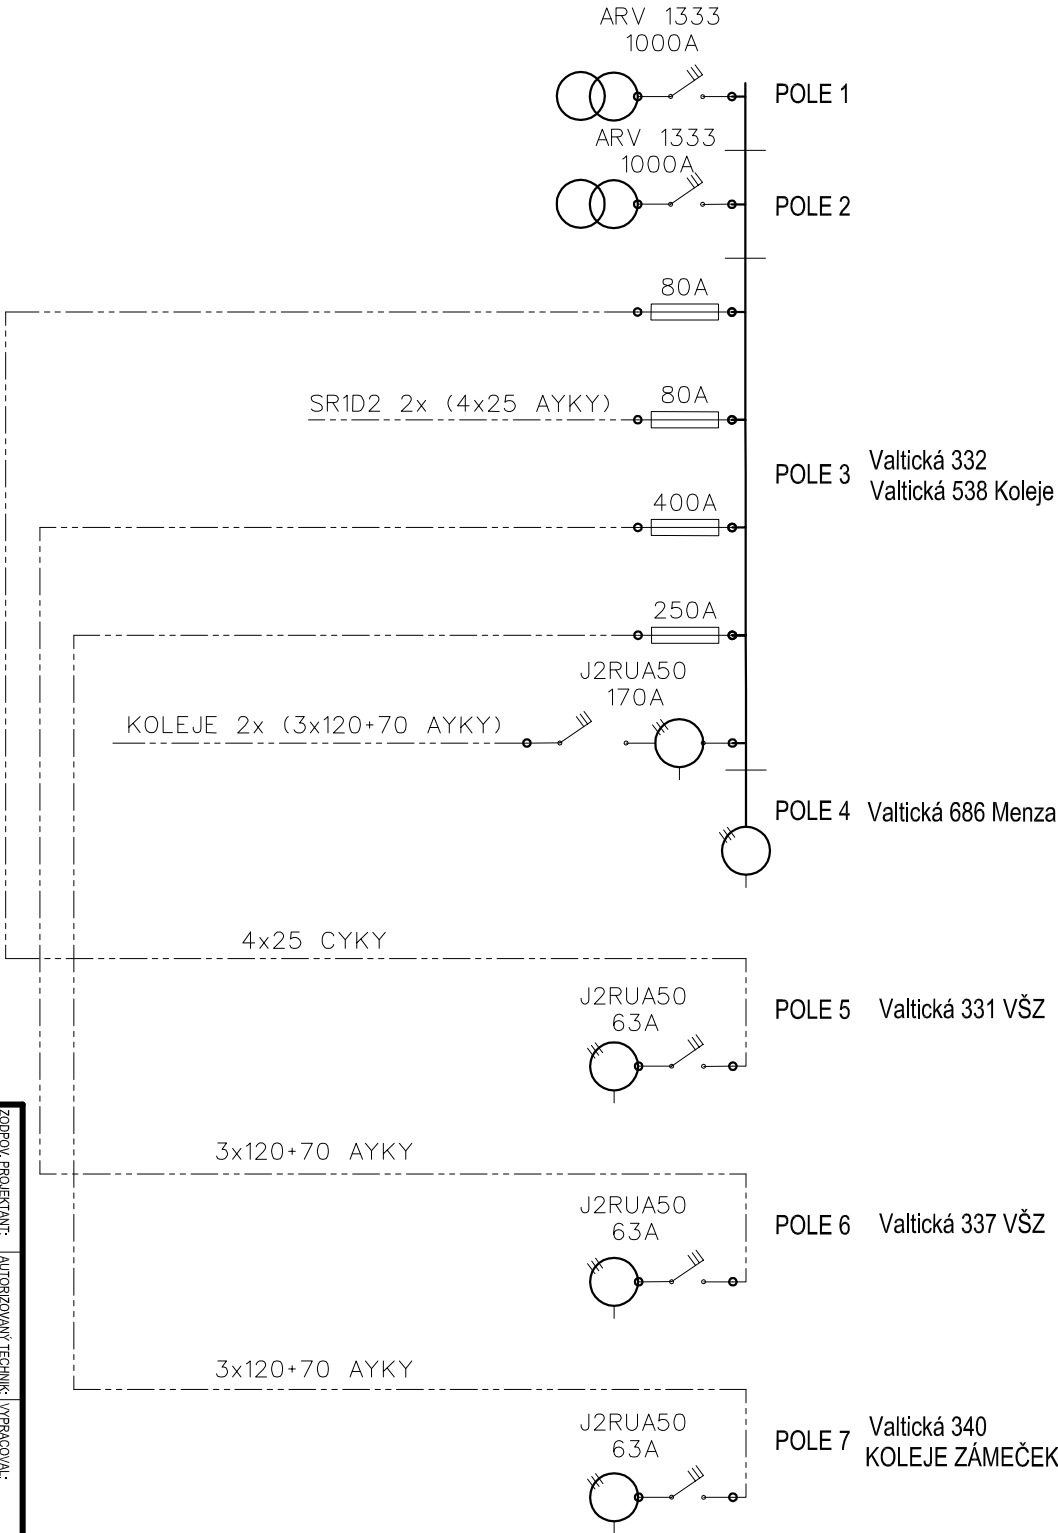 ARV 1333
1000A
POLE 1
ARV 1333
1000A
POLE 2
80A
SR1D2 2x (4x25 AYKY)
80A
POLE 3
Valtická 332
Valtická 538 Koleje
400A
250A
J2RUA50
170A
KOLEJE 2x (3x120+70 AYKY)
POLE 4
Valtická 686 Menza
4x25 CYKY
J2RUA50
63A
POLE 5
Valtická 331 VŠZ
3x120+70 AYKY
J2RUA50
63A
POLE 6
Valtická 337 VŠZ
3x120+70 AYKY
J2RUA50
63A
POLE 7
Valtická 340
KOLEJE ZÁMEČEK
ZODPOV. PROJEKTANT:
AUTORIZOVANÝ TECHNIK:
VYPRACOVAL: